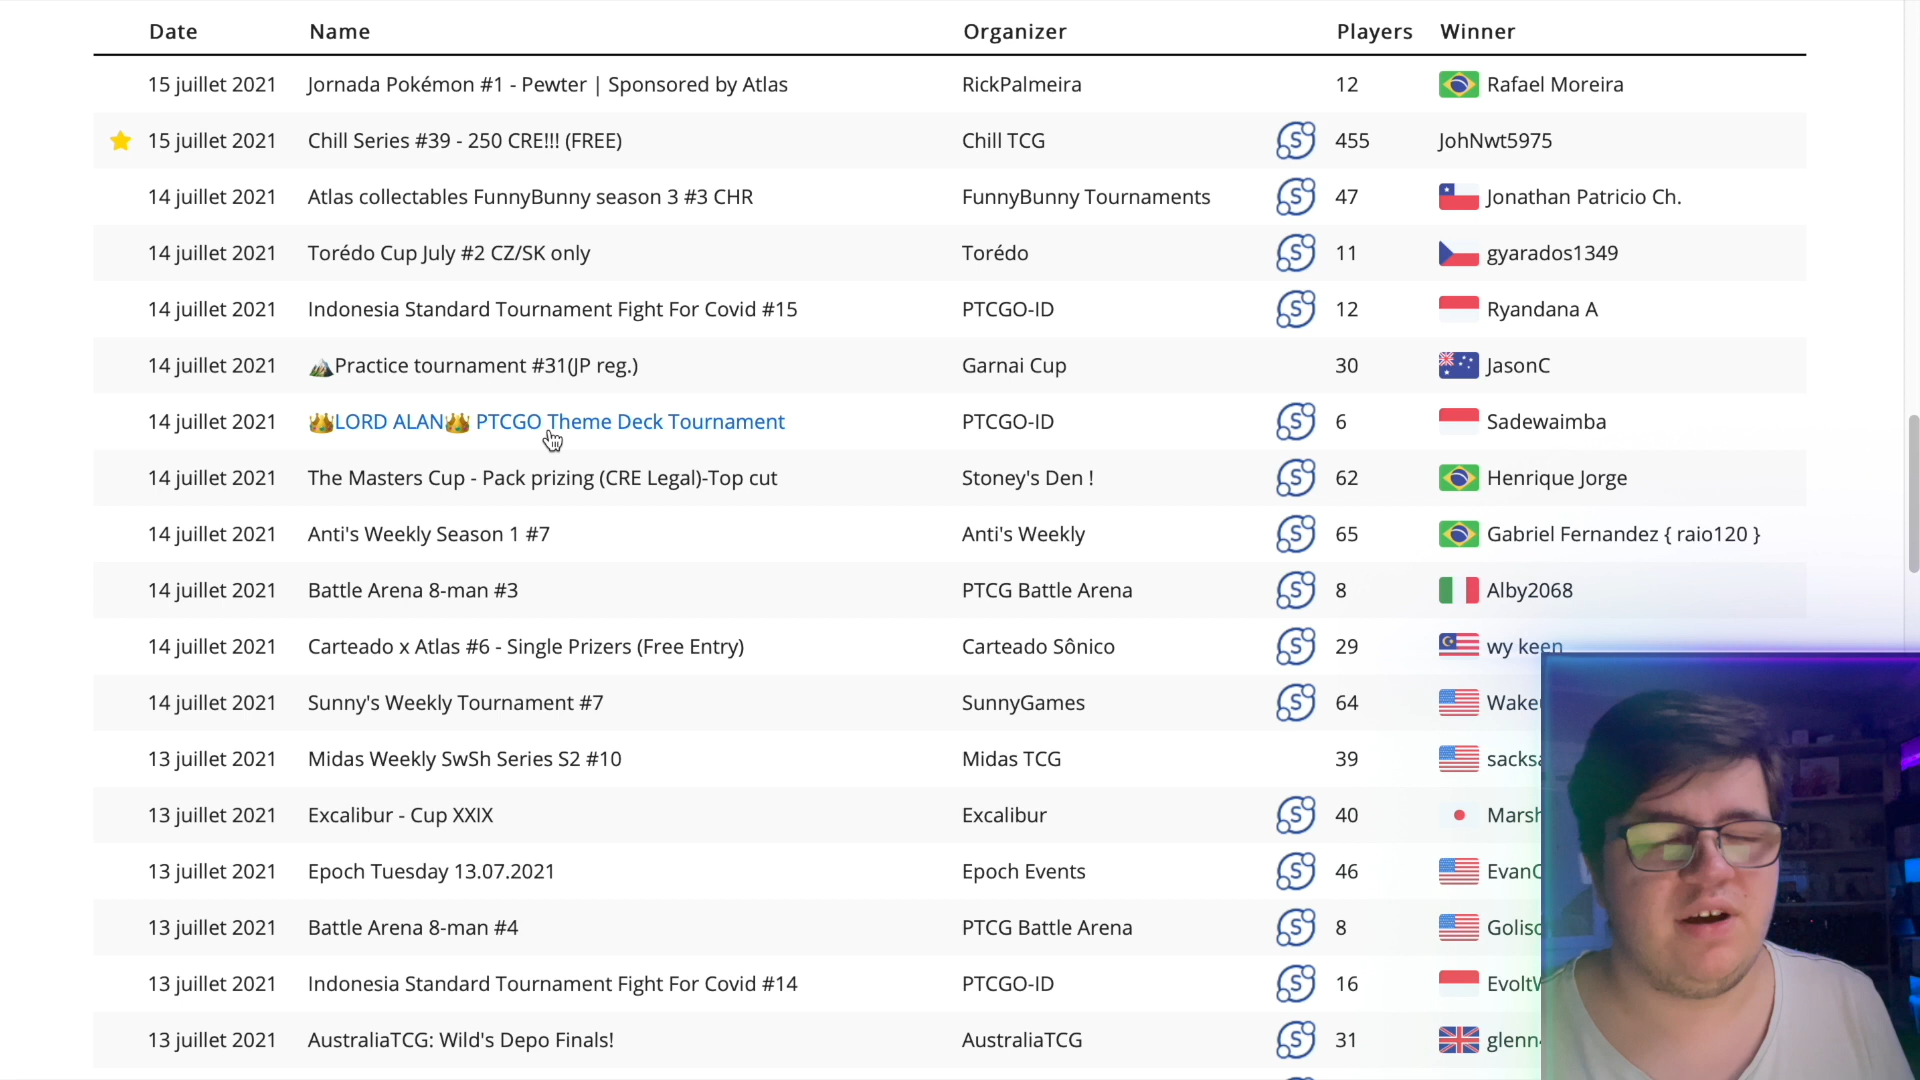 Date Name Organizer Players Winner
15 juillet 2021 Jornada Pokémon #1 - Pewter | Sponsored by Atlas RickPalmeira 12 Rafael Moreira
15 juillet 2021 Chill Series #39 - 250 CRE!!! (FREE) Chill TCG S 455 JohNwt5975
14 juillet 2021 Atlas collectables FunnyBunny season 3 #3 CHR FunnyBunny Tournaments S 47 Jonathan Patricio Ch.
14 juillet 2021 Torédo Cup July #2 CZ/SK only Torédo S 11 gyarados1349
14 juillet 2021 Indonesia Standard Tournament Fight For Covid #15 PTCGO-ID S 12 Ryandana A
14 juillet 2021 Practice tournament #31(JP reg.) Garnai Cup 30 JasonC
14 juillet 2021 👑LORD ALAN👑 PTCGO Theme Deck Tournament PTCGO-ID S 6 Sadewaimba
14 juillet 2021 The Masters Cup - Pack prizing (CRE Legal)-Top cut Stoney's Den ! S 62 Henrique Jorge
14 juillet 2021 Anti's Weekly Season 1 #7 Anti's Weekly S 65 Gabriel Fernandez { raio120 }
14 juillet 2021 Battle Arena 8-man #3 PTCG Battle Arena S 8 Alby2068
14 juillet 2021 Carteado x Atlas #6 - Single Prizers (Free Entry) Carteado Sônico S 29 wy keen
14 juillet 2021 Sunny's Weekly Tournament #7 SunnyGames S 64 Wake
13 juillet 2021 Midas Weekly SwSh Series S2 #10 Midas TCG 39 sacks
13 juillet 2021 Excalibur - Cup XXIX Excalibur S 40 Marsh
13 juillet 2021 Epoch Tuesday 13.07.2021 Epoch Events S 46 Evan
13 juillet 2021 Battle Arena 8-man #4 PTCG Battle Arena S 8 Golis
13 juillet 2021 Indonesia Standard Tournament Fight For Covid #14 PTCGO-ID S 16 Evolt
13 juillet 2021 AustraliaTCG: Wild's Depo Finals! AustraliaTCG S 31 glenn